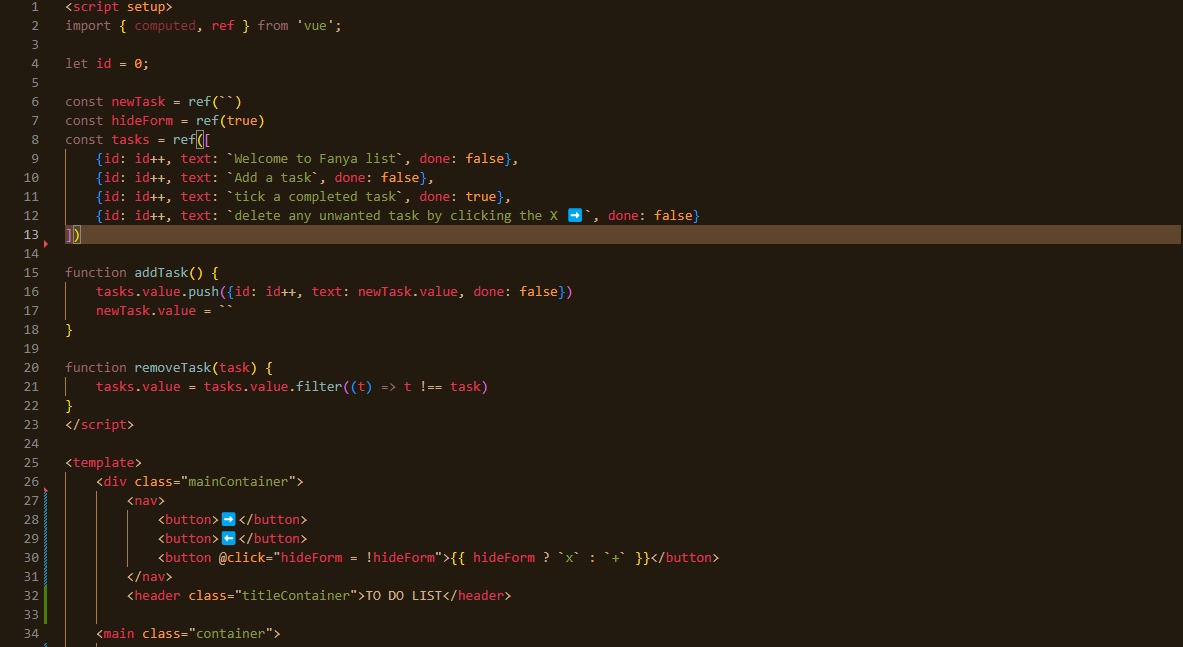 1 <script setup>
2 import { computed, ref } from 'vue';
3
4 let id = 0;
5
6 const newTask = ref(``)
7 const hideForm = ref(true)
8 const tasks = ref([
9     {id: id++, text: `Welcome to Fanya list`, done: false},
10     {id: id++, text: `Add a task`, done: false},
11     {id: id++, text: `tick a completed task`, done: true},
12     {id: id++, text: `delete any unwanted task by clicking the X ➡️`, done: false}
13 ])
14
15 function addTask() {
16     tasks.value.push({id: id++, text: newTask.value, done: false})
17     newTask.value = ``
18 }
19
20 function removeTask(task) {
21     tasks.value = tasks.value.filter((t) => t !== task)
22 }
23 </script>
24
25 <template>
26     <div class="mainContainer">
27         <nav>
28             <button>➡️</button>
29             <button>⬅️</button>
30             <button @click="hideForm = !hideForm">{{ hideForm ? `x` : `+` }}</button>
31         </nav>
32         <header class="titleContainer">TO DO LIST</header>
33
34     <main class="container">